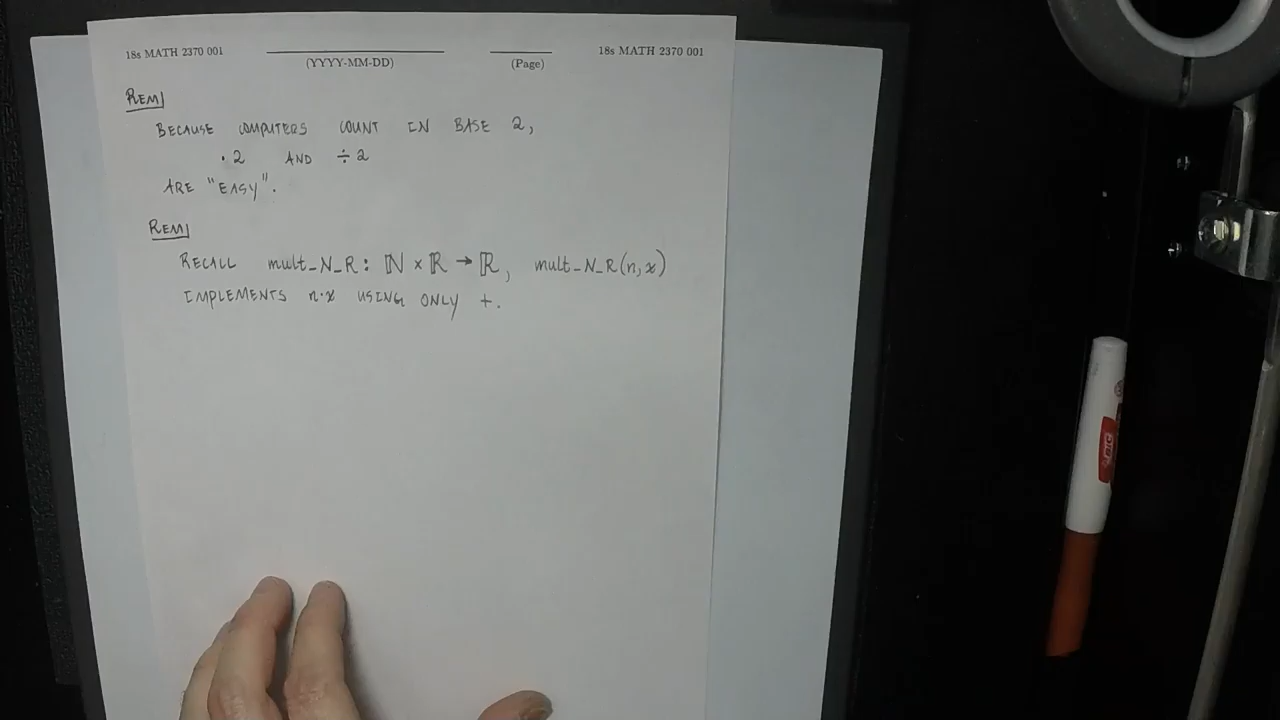 18s MATH 2370 001 (YYYY-MM-DD) (Page) 18s MATH 2370 001
REM
BECAUSE COMPUTERS COUNT IN BASE 2,
·2 AND ÷2
ARE "EASY".
REM
RECALL mult_N_R: ℕ × ℝ → ℝ, mult_N_R(n,x)
IMPLEMENTS n·x USING ONLY +.
BIC